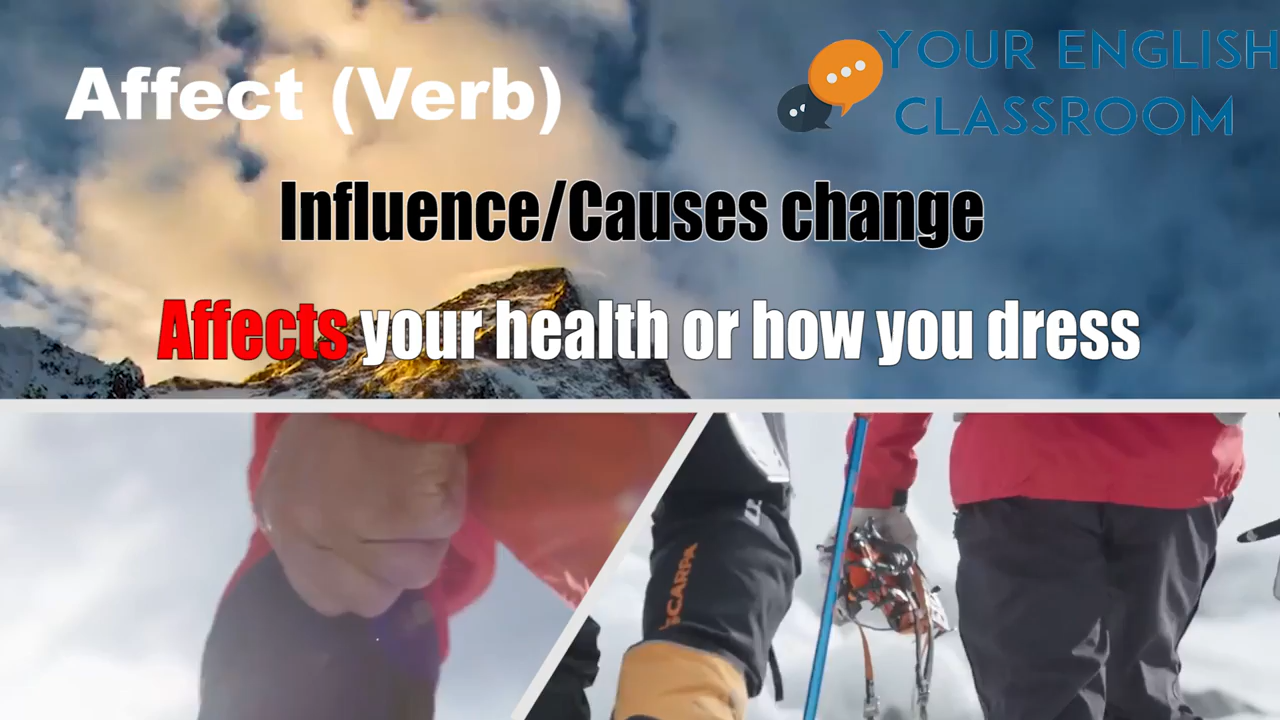 Affect (Verb)
YOUR ENGLISH
CLASSROOM
Influence/Causes change
Affects your health or how you dress
SCARPA